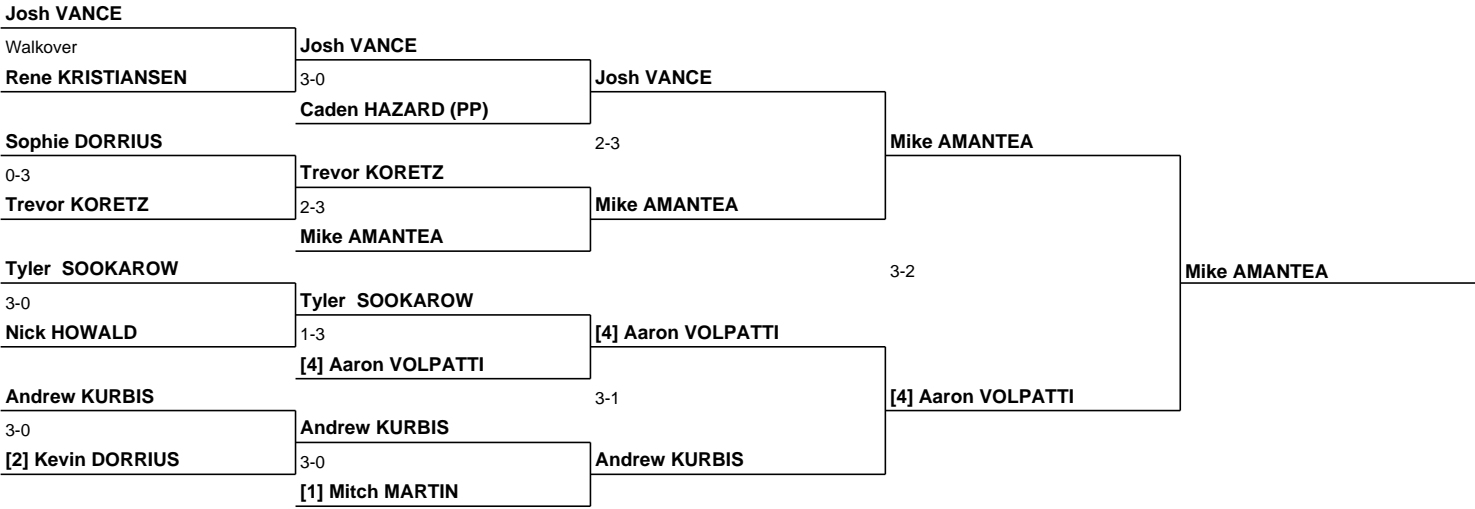 Josh VANCE
Walkover
Rene KRISTIANSEN
Josh VANCE
3-0
Caden HAZARD (PP)
Josh VANCE
2-3
Mike AMANTEA
Sophie DORRIUS
0-3
Trevor KORETZ
Trevor KORETZ
2-3
Mike AMANTEA
Mike AMANTEA
3-2
Mike AMANTEA
Tyler  SOOKAROW
3-0
Nick HOWALD
Tyler  SOOKAROW
1-3
[4] Aaron VOLPATTI
[4] Aaron VOLPATTI
3-1
[4] Aaron VOLPATTI
Andrew KURBIS
3-0
[2] Kevin DORRIUS
Andrew KURBIS
3-0
[1] Mitch MARTIN
Andrew KURBIS